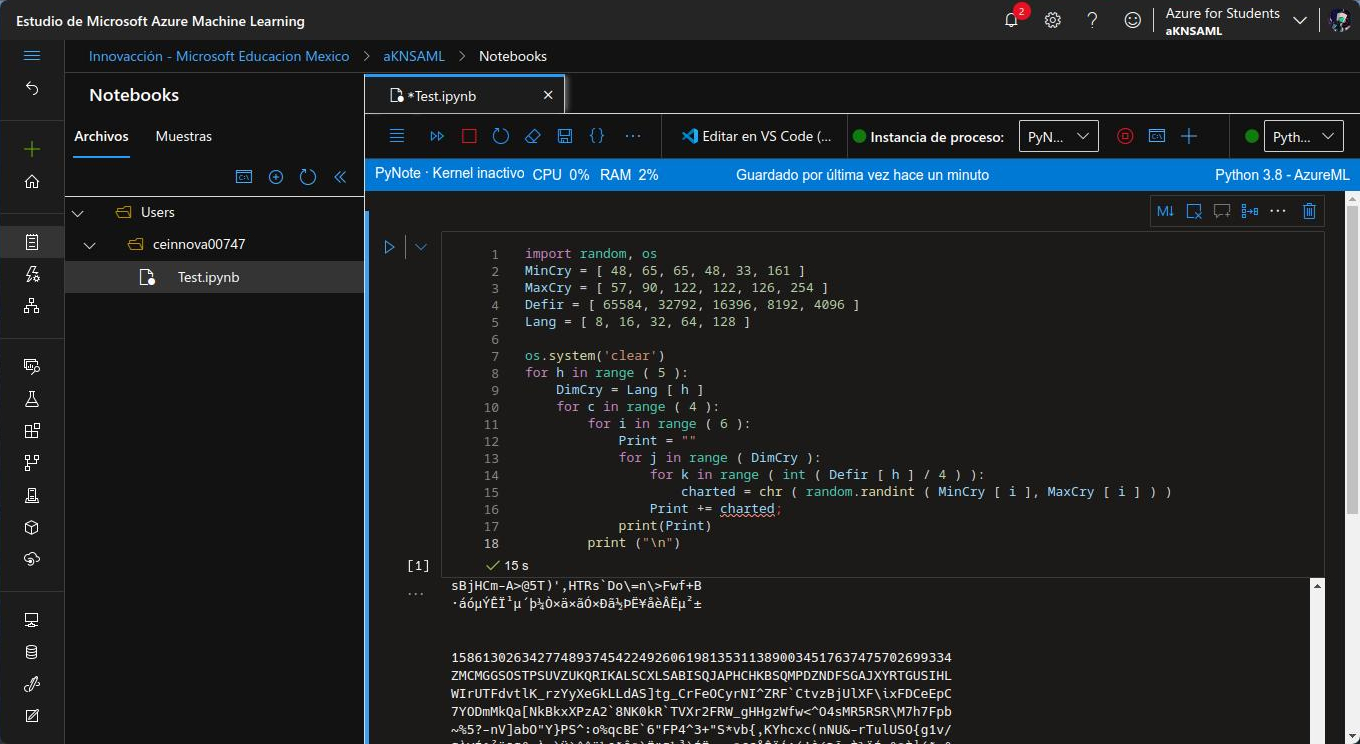 Estudio de Microsoft Azure Machine Learning
2
Azure for Students
aKNSAML
Innovacción - Microsoft Educacion Mexico > aKNSAML > Notebooks
Notebooks
*Test.ipynb
Archivos Muestras
Editar en VS Code (...
Instancia de proceso:
PyN...
Pyth...
PyNote · Kernel inactivo CPU 0% RAM 2% Guardado por última vez hace un minuto Python 3.8 - AzureML
Users
ceinnova00747
Test.ipynb
M↓
1 import random, os
2 MinCry = [ 48, 65, 65, 48, 33, 161 ]
3 MaxCry = [ 57, 90, 122, 122, 126, 254 ]
4 Defir = [ 65584, 32792, 16396, 8192, 4096 ]
5 Lang = [ 8, 16, 32, 64, 128 ]
6
7 os.system('clear')
8 for h in range ( 5 ):
9 DimCry = Lang [ h ]
10 for c in range ( 4 ):
11 for i in range ( 6 ):
12 Print = ""
13 for j in range ( DimCry ):
14 for k in range ( int ( Defir [ h ] / 4 ) ):
15 charted = chr ( random.randint ( MinCry [ i ], MaxCry [ i ] ) )
16 Print += charted;
17 print(Print)
18 print ("\n")
[1]
15 s
sBjHCm-A>@5T)',HTRs`Do\=n\>Fwf+B
·áóµÝÊÏ¹µ´þ¼Ò×ä×ãÓ×Ðã½ÞË¥åèÂËµ²±
1586130263427748937454224926061981353113890034517637475702699334
ZMCMGGSOSTPSUVZUKQRIKALSCXLSABISQJAPHCHKBSQMPDZNDFSGAJXYRTGUSIHL
WIrUTFdvtlK_rzYyXeGkLLdAS]tg_CrFeOCyrNI^ZRF`CtvzBjUlXF\ixFDCeEpC
7YODmMkQa[NkBkxXPzA2`8NK0kR`TVXr2FRW_gHHgzWfw<^O4sMR5RSR\M7h7Fpb
~%5?-nV]abO"Y}PS^:o%qcBE`6"FP4^3+"S*vb{,KYhcxc(nNU&-rTulUSO{g1v/